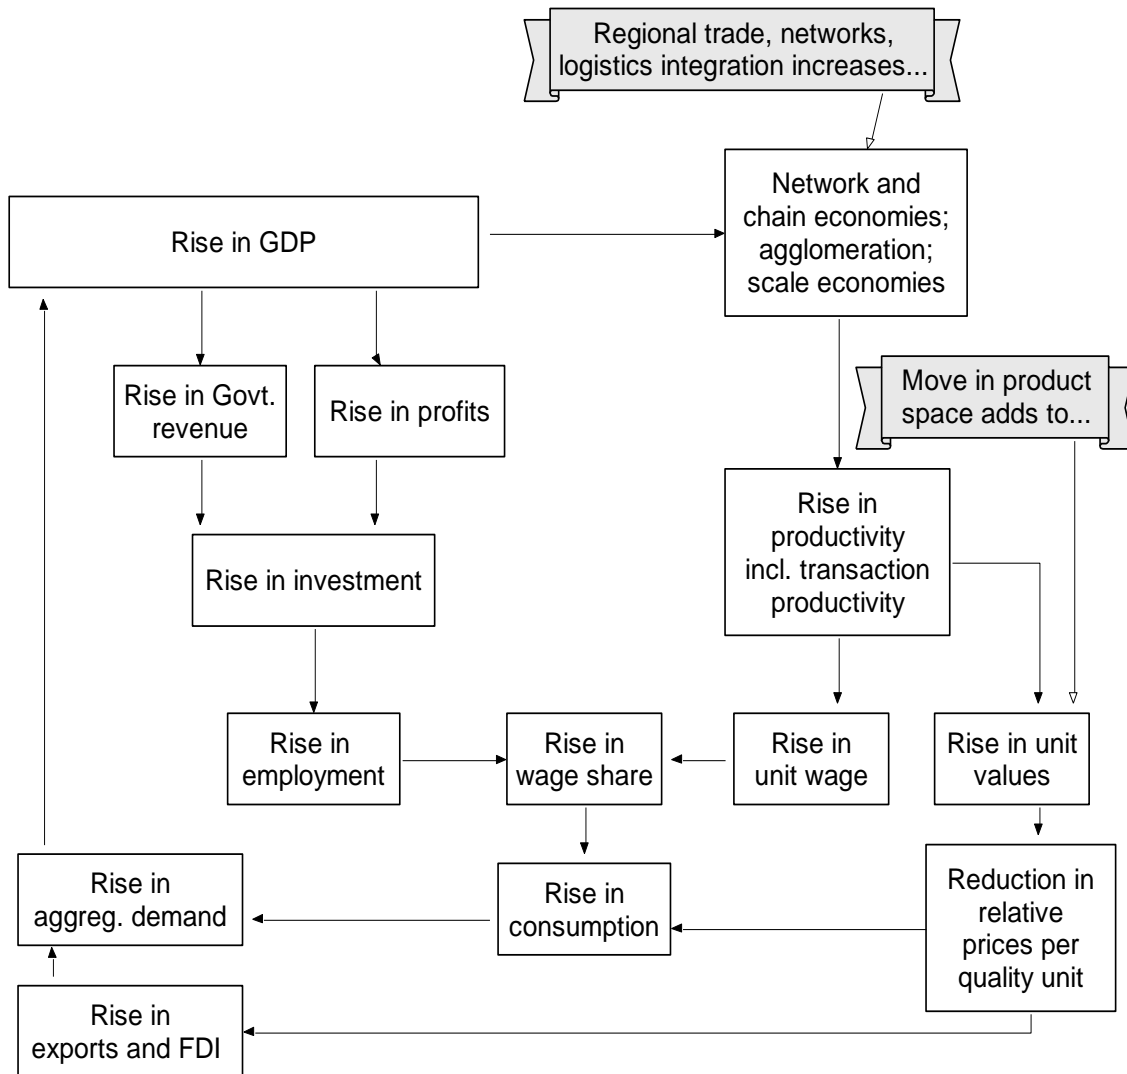 Regional trade, networks,
logistics integration increases...
Network and
chain economies;
agglomeration;
scale economies
Rise in GDP
Rise in Govt.
revenue
Rise in profits
Move in product
space adds to...
Rise in
productivity
incl. transaction
productivity
Rise in investment
Rise in
employment
Rise in
wage share
Rise in
unit wage
Rise in unit
values
Rise in
aggreg. demand
Rise in
consumption
Reduction in
relative
prices per
quality unit
Rise in
exports and FDI